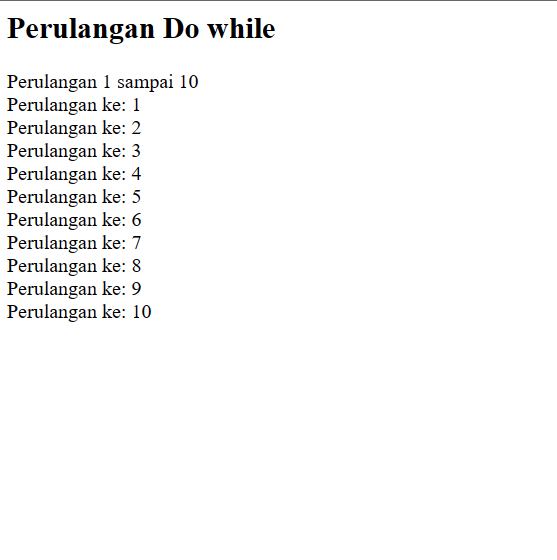 Perulangan Do while
Perulangan 1 sampai 10
Perulangan ke: 1
Perulangan ke: 2
Perulangan ke: 3
Perulangan ke: 4
Perulangan ke: 5
Perulangan ke: 6
Perulangan ke: 7
Perulangan ke: 8
Perulangan ke: 9
Perulangan ke: 10